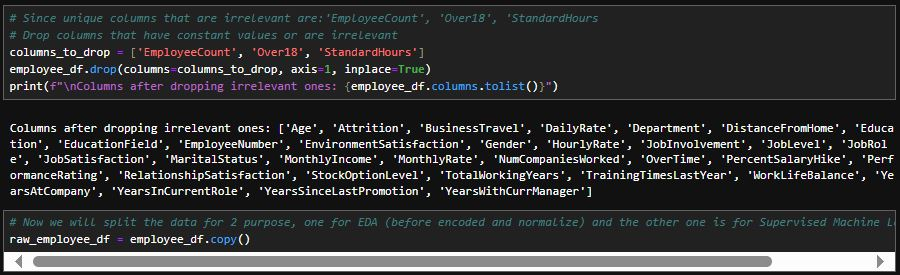 # Since unique columns that are irrelevant are:'EmployeeCount', 'Over18', 'StandardHours
# Drop columns that have constant values or are irrelevant
columns_to_drop = ['EmployeeCount', 'Over18', 'StandardHours']
employee_df.drop(columns=columns_to_drop, axis=1, inplace=True)
print(f"\nColumns after dropping irrelevant ones: {employee_df.columns.tolist()}")
Columns after dropping irrelevant ones: ['Age', 'Attrition', 'BusinessTravel', 'DailyRate', 'Department', 'DistanceFromHome', 'Educa
tion', 'EducationField', 'EmployeeNumber', 'EnvironmentSatisfaction', 'Gender', 'HourlyRate', 'JobInvolvement', 'JobLevel', 'JobRol
e', 'JobSatisfaction', 'MaritalStatus', 'MonthlyIncome', 'MonthlyRate', 'NumCompaniesWorked', 'OverTime', 'PercentSalaryHike', 'Perf
ormanceRating', 'RelationshipSatisfaction', 'StockOptionLevel', 'TotalWorkingYears', 'TrainingTimesLastYear', 'WorkLifeBalance', 'Ye
arsAtCompany', 'YearsInCurrentRole', 'YearsSinceLastPromotion', 'YearsWithCurrManager']
# Now we will split the data for 2 purpose, one for EDA (before encoded and normalize) and the other one is for Supervised Machine
raw_employee_df = employee_df.copy()